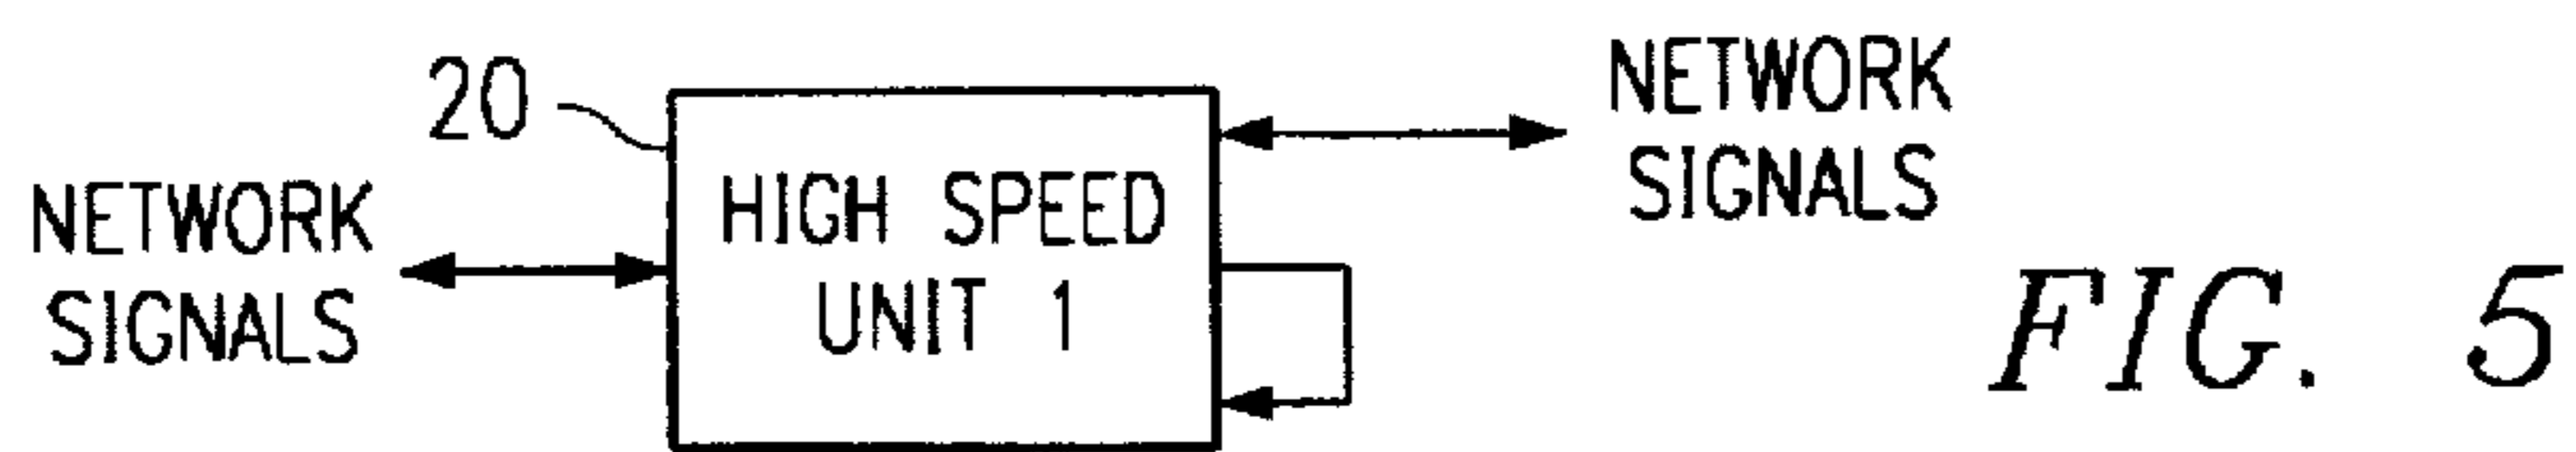 20
NETWORK
SIGNALS
HIGH SPEED
UNIT 1
NETWORK
SIGNALS
FIG. 5